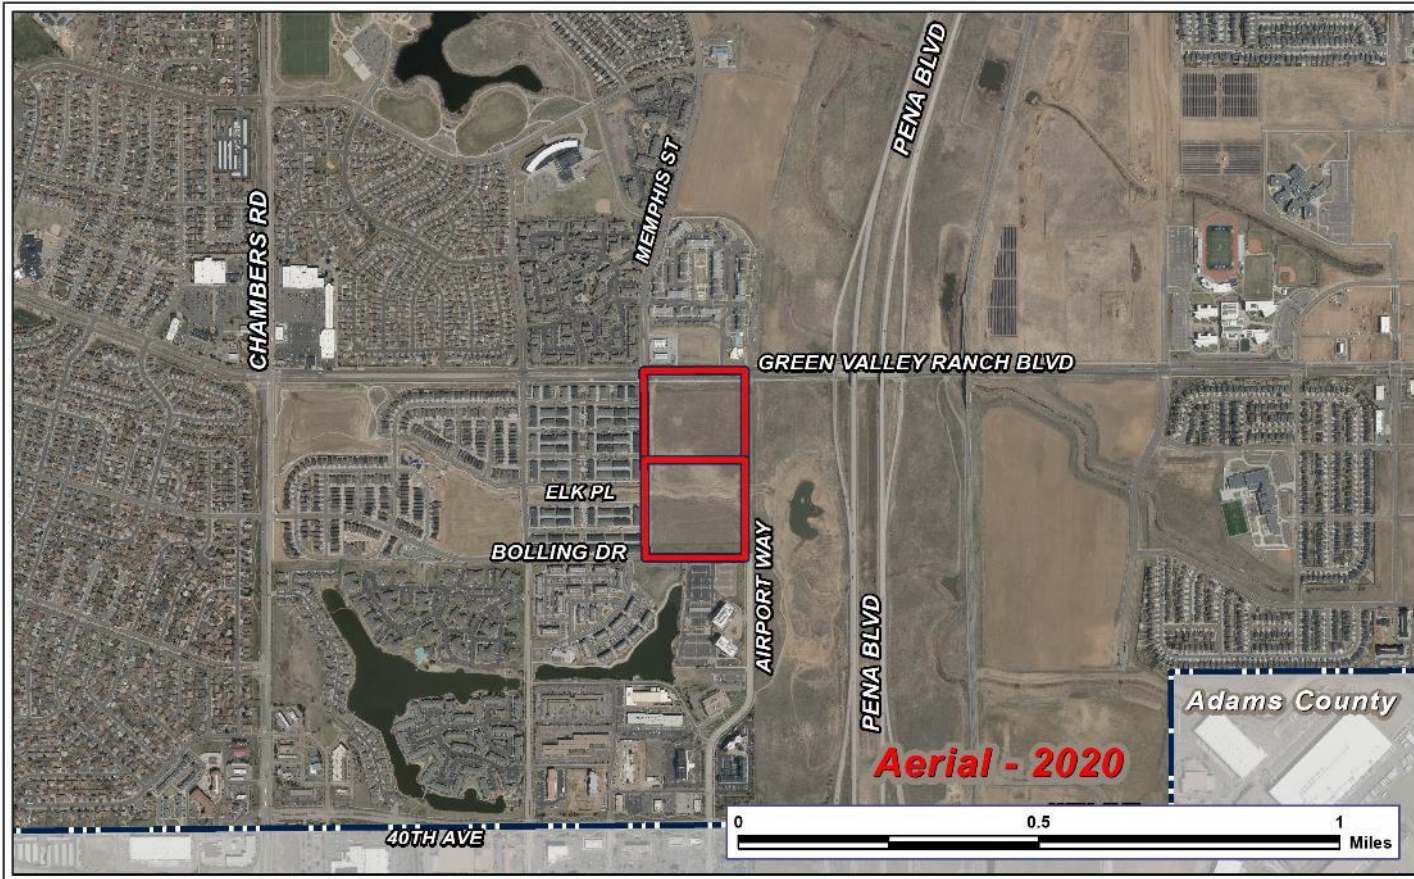 PENA BLVD
MEMPHIS ST
CHAMBERS RD
GREEN VALLEY RANCH BLVD
ELK PL
BOLLING DR
AIRPORT WAY
PENA BLVD
Adams County
Aerial - 2020
40TH AVE
0 0.5 1
Miles